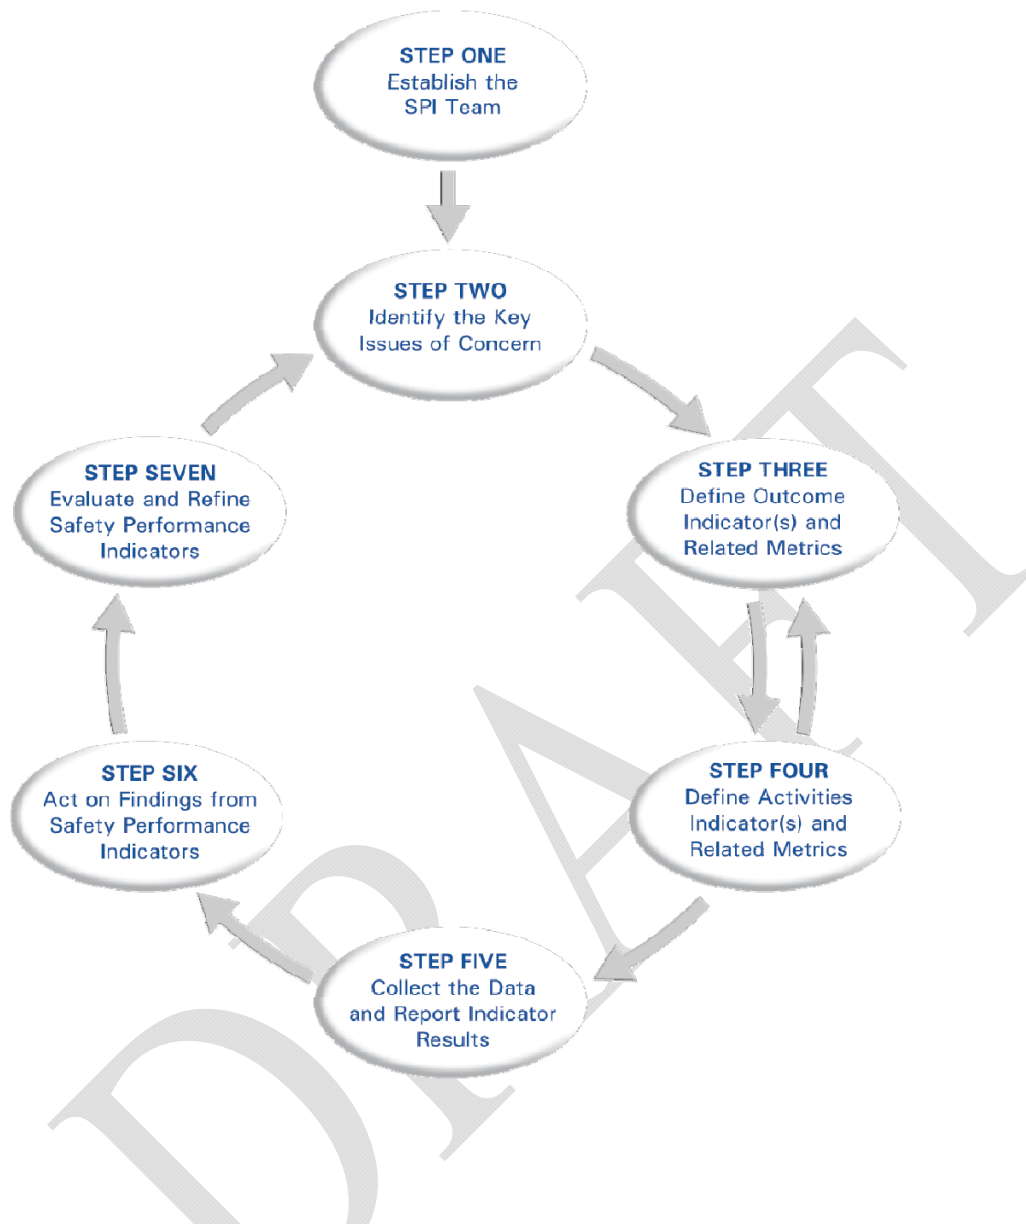 STEP ONE
Establish the
SPI Team
STEP TWO
Identify the Key
Issues of Concern
STEP SEVEN
Evaluate and Refine
Safety Performance
Indicators
STEP THREE
Define Outcome
Indicator(s) and
Related Metrics
STEP SIX
Act on Findings from
Safety Performance
Indicators
STEP FOUR
Define Activities
Indicator(s) and
Related Metrics
STEP FIVE
Collect the Data
and Report Indicator
Results
DRAFT